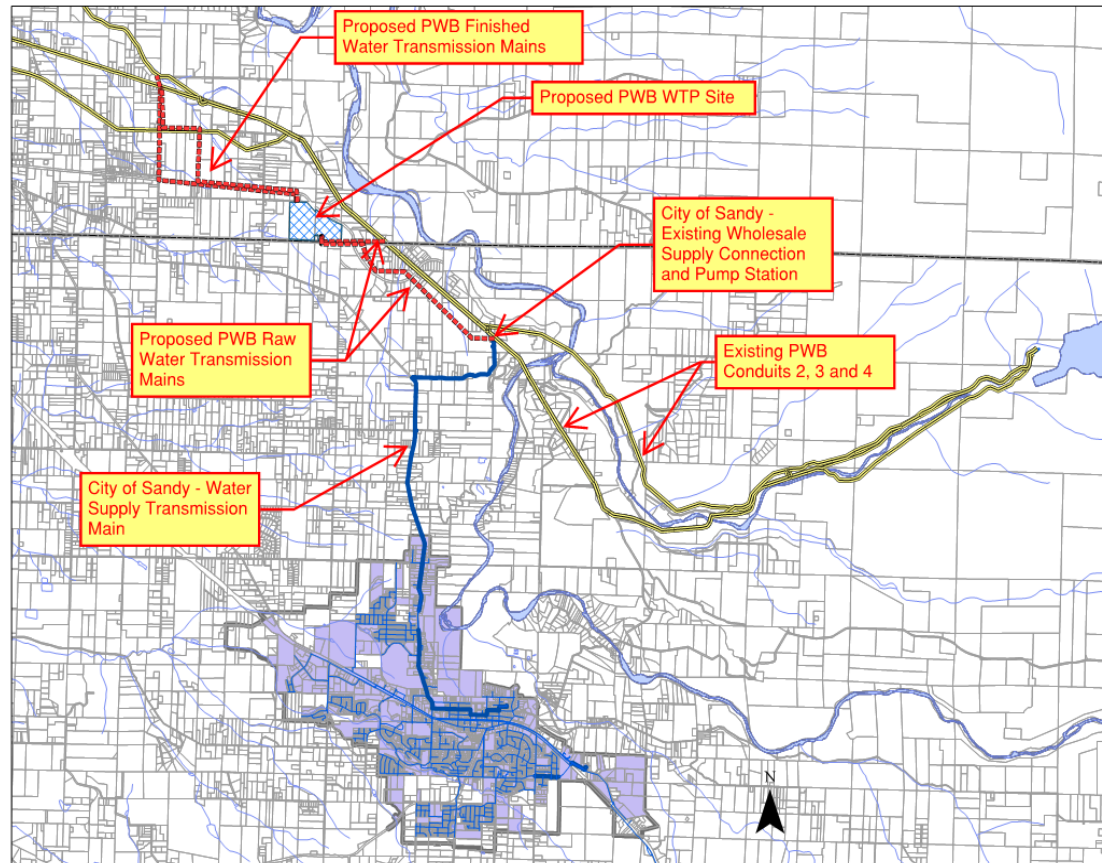 Proposed PWB Finished
Water Transmission Mains
Proposed PWB WTP Site
City of Sandy -
Existing Wholesale
Supply Connection
and Pump Station
Proposed PWB Raw
Water Transmission
Mains
Existing PWB
Conduits 2, 3 and 4
City of Sandy - Water
Supply Transmission
Main
N